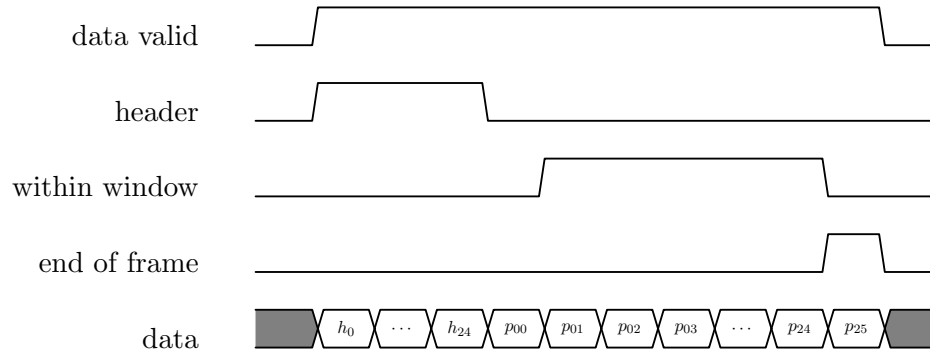 data valid
header
within window
end of frame
data h₀ ⋯ h₂₄ p₀₀ p₀₁ p₀₂ p₀₃ ⋯ p₂₄ p₂₅